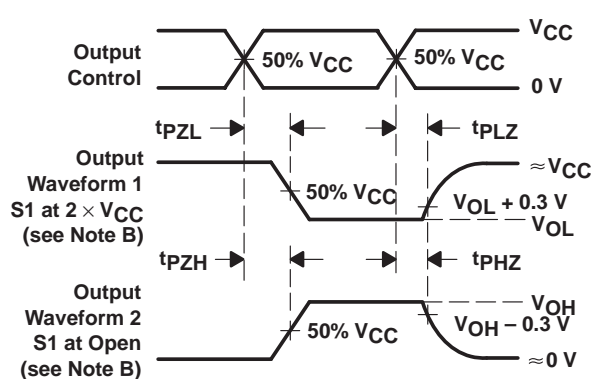 VCC
Output
Control
50% VCC
50% VCC
0 V
tPZL
tPLZ
Output
Waveform 1
S1 at 2 × VCC
(see Note B)
≈VCC
50% VCC
VOL + 0.3 V
VOL
tPZH
tPHZ
Output
Waveform 2
S1 at Open
(see Note B)
VOH
50% VCC
VOH − 0.3 V
≈0 V